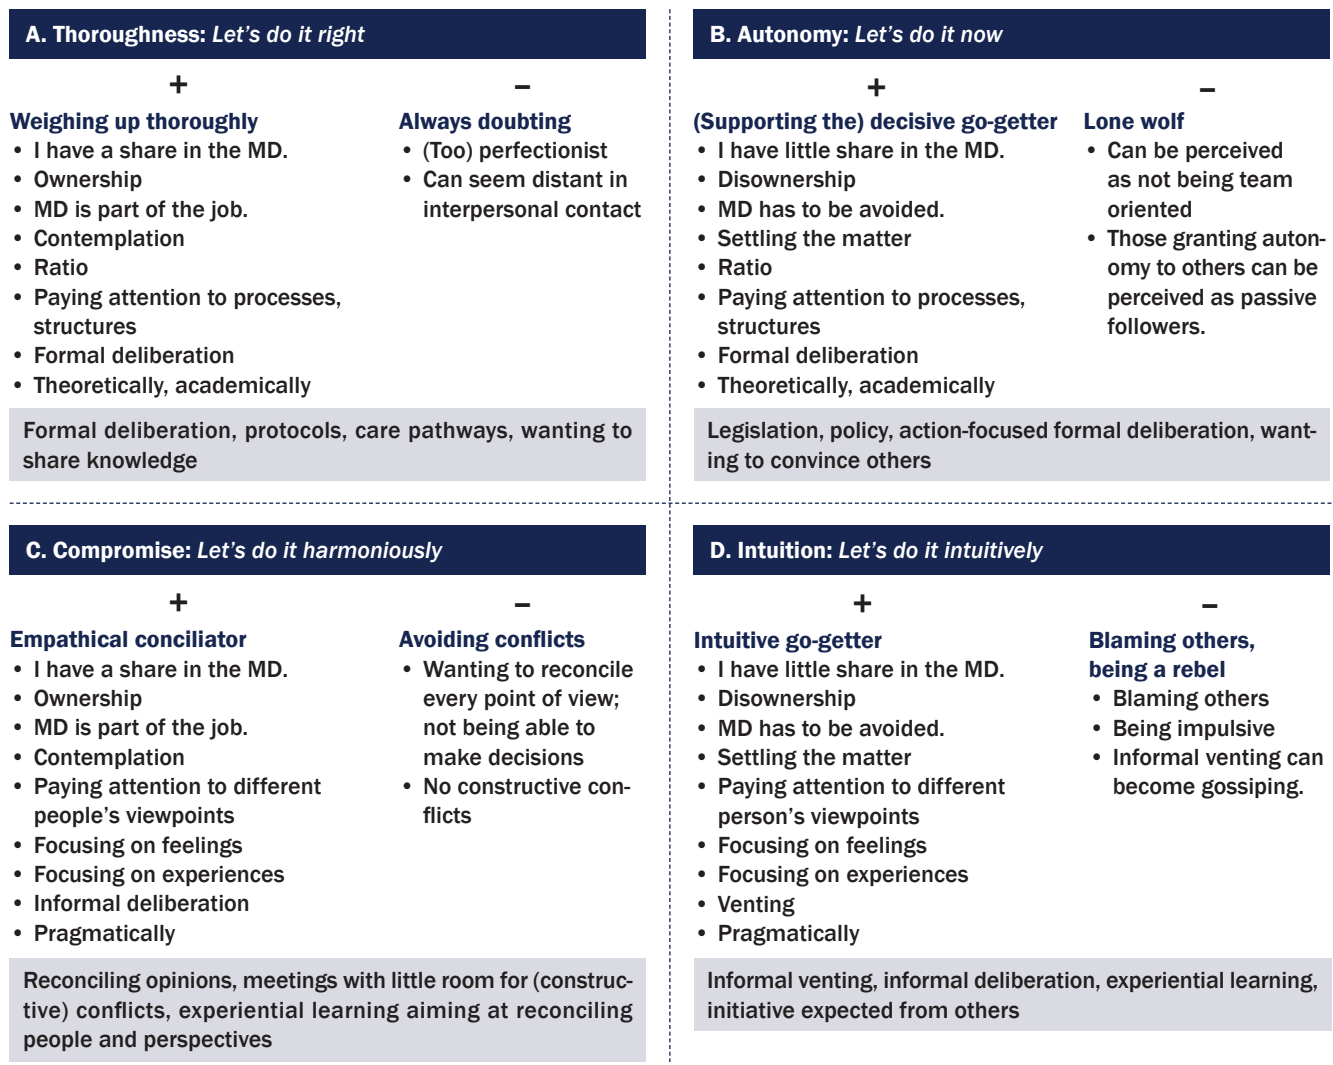 A. Thoroughness: Let's do it right
+
Weighing up thoroughly
• I have a share in the MD.
• Ownership
• MD is part of the job.
• Contemplation
• Ratio
• Paying attention to processes,
structures
• Formal deliberation
• Theoretically, academically
–
Always doubting
• (Too) perfectionist
• Can seem distant in
interpersonal contact
Formal deliberation, protocols, care pathways, wanting to
share knowledge
B. Autonomy: Let's do it now
+
(Supporting the) decisive go-getter
• I have little share in the MD.
• Disownership
• MD has to be avoided.
• Settling the matter
• Ratio
• Paying attention to processes,
structures
• Formal deliberation
• Theoretically, academically
–
Lone wolf
• Can be perceived
as not being team
oriented
• Those granting auton-
omy to others can be
perceived as passive
followers.
Legislation, policy, action-focused formal deliberation, want-
ing to convince others
C. Compromise: Let's do it harmoniously
+
Empathical conciliator
• I have a share in the MD.
• Ownership
• MD is part of the job.
• Contemplation
• Paying attention to different
people's viewpoints
• Focusing on feelings
• Focusing on experiences
• Informal deliberation
• Pragmatically
–
Avoiding conflicts
• Wanting to reconcile
every point of view;
not being able to
make decisions
• No constructive con-
flicts
Reconciling opinions, meetings with little room for (construc-
tive) conflicts, experiential learning aiming at reconciling
people and perspectives
D. Intuition: Let's do it intuitively
+
Intuitive go-getter
• I have little share in the MD.
• Disownership
• MD has to be avoided.
• Settling the matter
• Paying attention to different
person's viewpoints
• Focusing on feelings
• Focusing on experiences
• Venting
• Pragmatically
–
Blaming others,
being a rebel
• Blaming others
• Being impulsive
• Informal venting can
become gossiping.
Informal venting, informal deliberation, experiential learning,
initiative expected from others